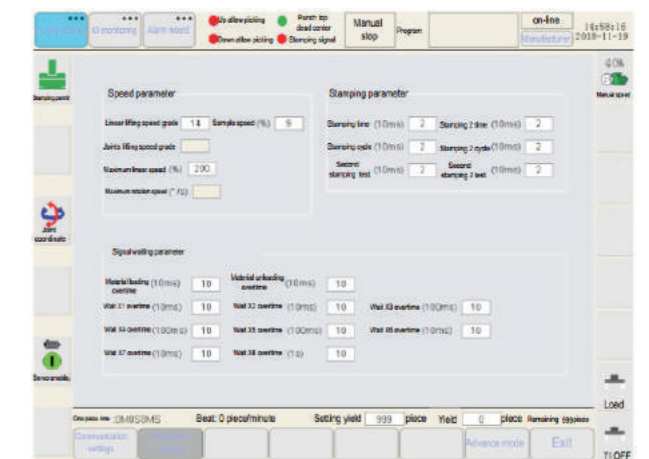 IO monitoring
Alarm record
Up allow picking
Down allow picking
Punch top dead center
Stamping signal
Manual
stop
Program
on-line
Manufacturer
14:58:16
2018-11-19
Stamping permit
40%
Manual speed
Speed parameter
Linear lifting speed grade 14 Sample speed (%) 9
Joints lifting speed grade
Maximum linear speed (%) 200
Maximum rotation speed (°/s)
Stamping parameter
Stamping time (10ms) 2 Stamping 2 time (10ms) 2
Stamping cycle (10ms) 2 Stamping 2 cycle (10ms) 2
Second stamping test (10ms) 2 Second stamping 2 test (10ms) 2
Joint coordinate
Signal waiting parameter
Material loading overtime (10ms) 10 Material unloading overtime (10ms) 10
Wait X1 overtime (10ms) 10 Wait X2 overtime (10ms) 10 Wait X3 overtime (100ms) 10
Wait X4 overtime (100ms) 10 Wait X5 overtime (100ms) 10 Wait X6 overtime (10ms) 10
Wait X7 overtime (10ms) 10 Wait X8 overtime (1s) 10
Servo enable
Load
One piece time :0M0S0MS Beat: 0 piece/minute Setting yield 999 piece Yield 0 piece Remaining 999piece
Communication settings
Advance mode
Exit
T1 OFF